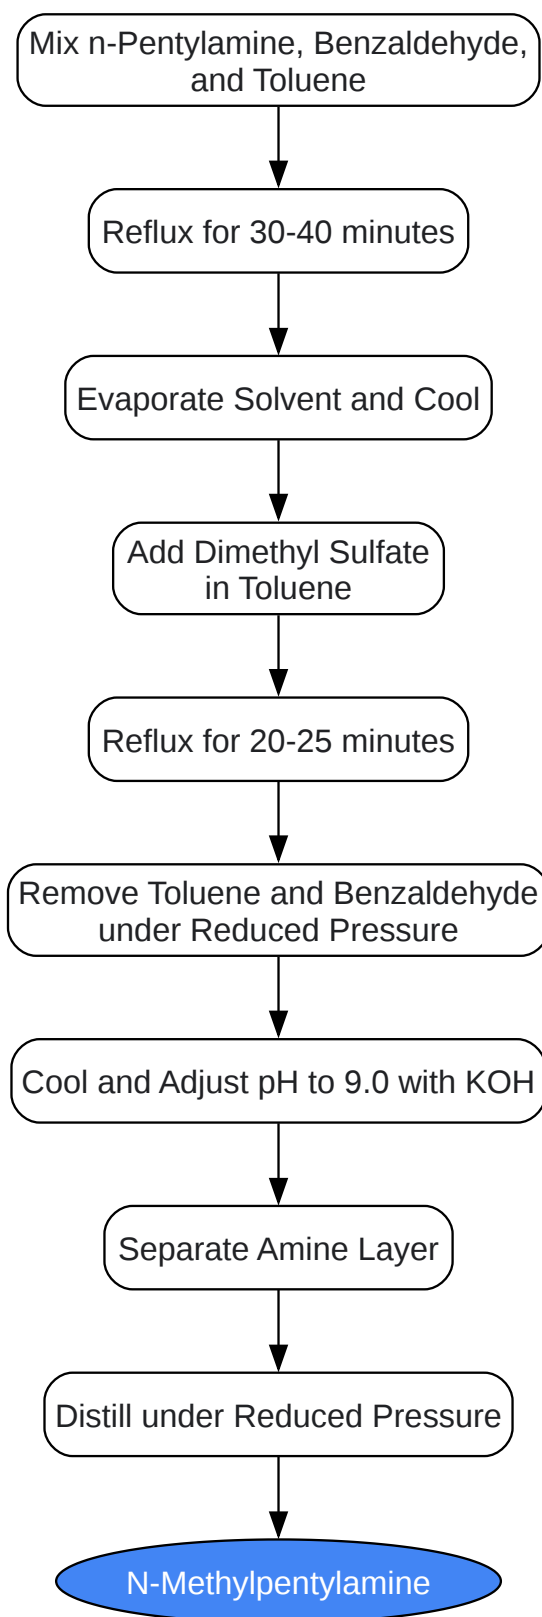 Mix n-Pentylamine, Benzaldehyde,
and Toluene
Reflux for 30-40 minutes
Evaporate Solvent and Cool
Add Dimethyl Sulfate
in Toluene
Reflux for 20-25 minutes
Remove Toluene and Benzaldehyde
under Reduced Pressure
Cool and Adjust pH to 9.0 with KOH
Separate Amine Layer
Distill under Reduced Pressure
N-Methylpentylamine